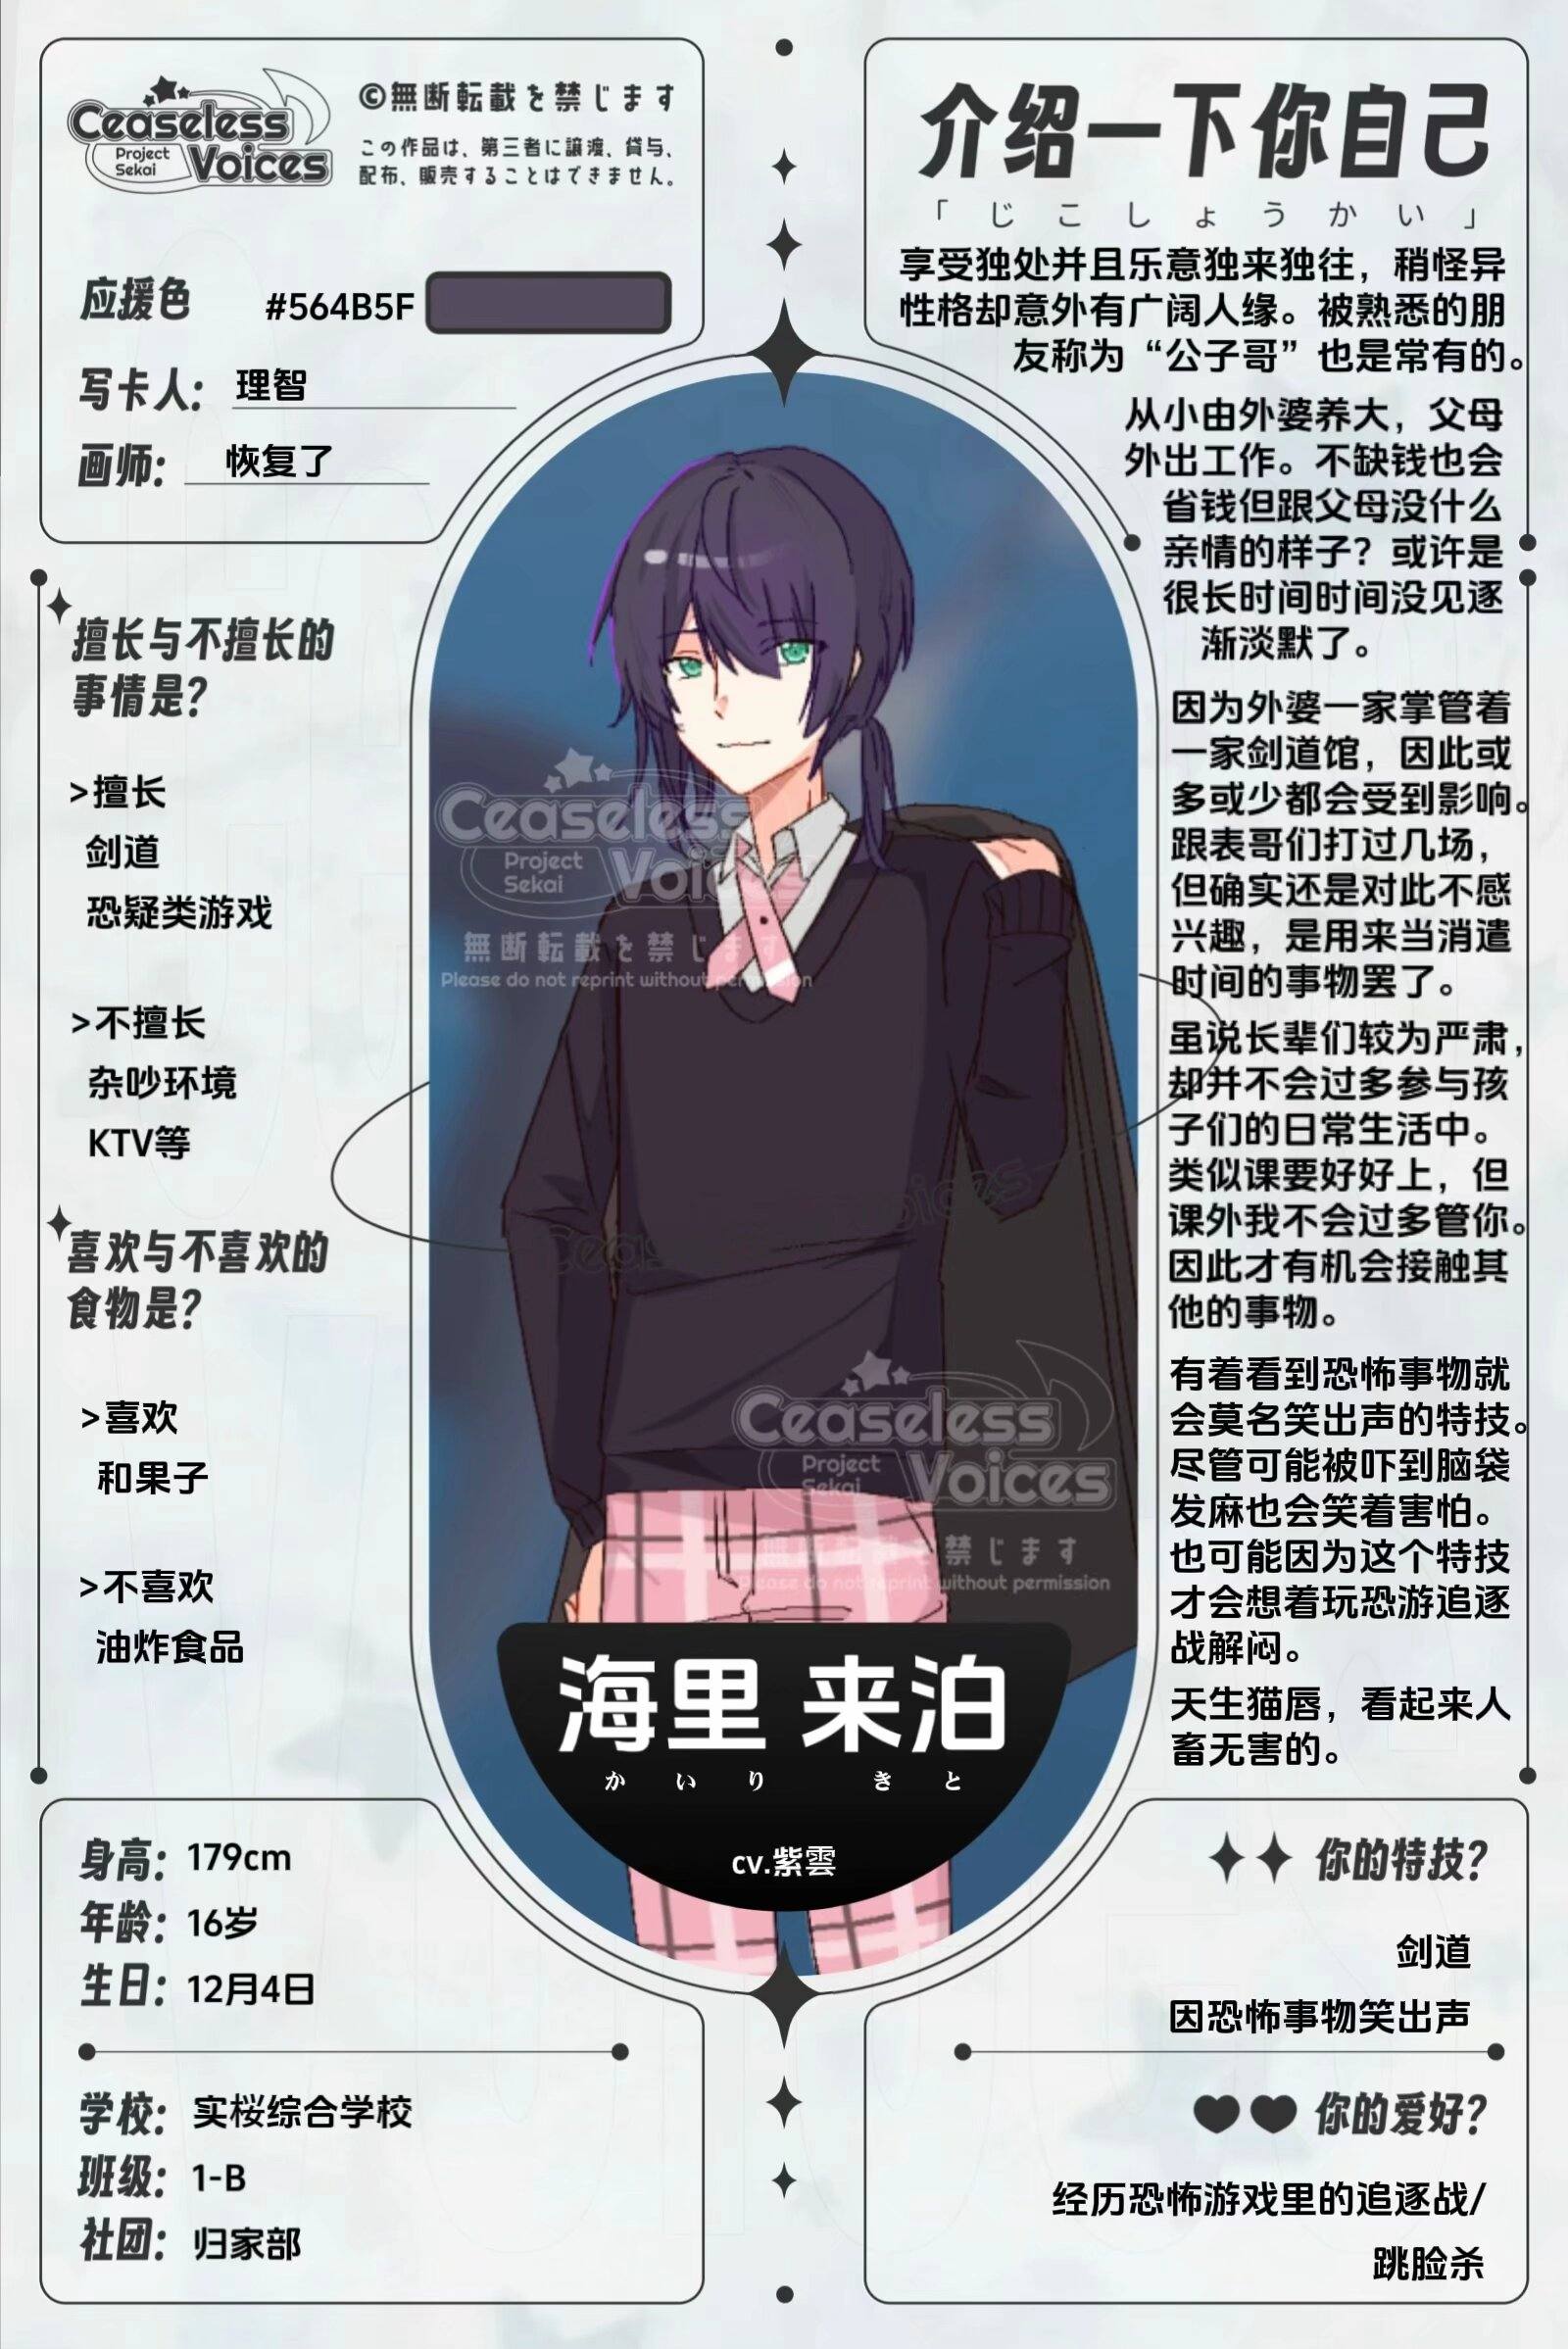 Ceaseless
Project
Sekai
Voices
©無断転載を禁じます
この作品は、第三者に譲渡、貸与、
配布、販売することはできません。
应援色 #564B5F
写卡人: 理智
画师: 恢复了
介绍一下你自己
「じこしょうかい」
享受独处并且乐意独来独往，稍怪异
性格却意外有广阔人缘。被熟悉的朋
友称为“公子哥”也是常有的。
从小由外婆养大，父母
外出工作。不缺钱也会
省钱但跟父母没什么
亲情的样子？或许是
很长时间时间没见逐
渐淡默了。
因为外婆一家掌管着
一家剑道馆，因此或
多或少都会受到影响。
跟表哥们打过几场，
但确实还是对此不感
兴趣，是用来当消遣
时间的事物罢了。
虽说长辈们较为严肃，
却并不会过多参与孩
子们的日常生活中。
类似课要好好上，但
课外我不会过多管你。
因此才有机会接触其
他的事物。
有着看到恐怖事物就
会莫名笑出声的特技。
尽管可能被吓到脑袋
发麻也会笑着害怕。
也可能因为这个特技
才会想着玩恐游追逐
战解闷。
天生猫唇，看起来人
畜无害的。
擅长与不擅长的
事情是?
>擅长
剑道
恐疑类游戏
>不擅长
杂吵环境
KTV等
喜欢与不喜欢的
食物是?
>喜欢
和果子
>不喜欢
油炸食品
Ceaseless
Project
Sekai
Voices
無断転載を禁じます
Please do not reprint without permission
Ceaseless Voices
Ceaseless
Project
Sekai
Voices
無断転載を禁じます
Please do not reprint without permission
海里 来泊
かいり きと
cv.紫雲
身高: 179cm
年龄: 16岁
生日: 12月4日
学校: 实桜综合学校
班级: 1-B
社团: 归家部
你的特技?
剑道
因恐怖事物笑出声
你的爱好?
经历恐怖游戏里的追逐战/
跳脸杀